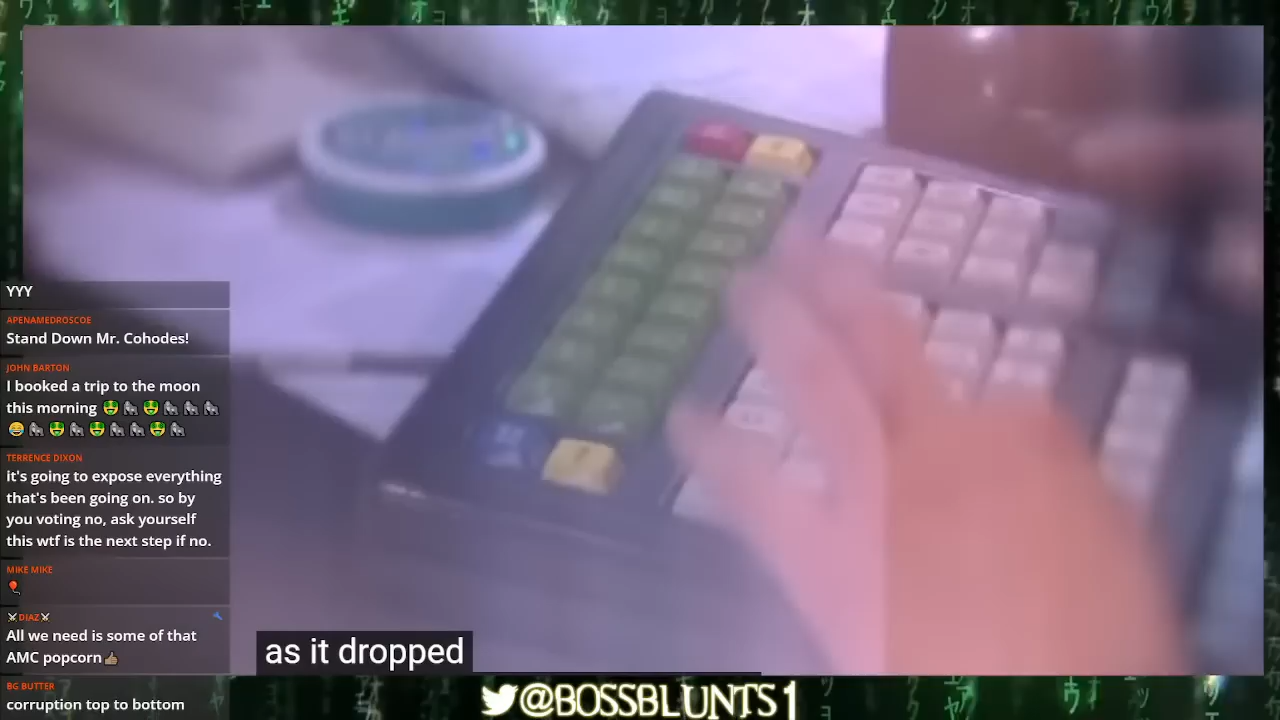 YYY
APENAMEDROSCOE
Stand Down Mr. Cohodes!
JOHN BARTON
I booked a trip to the moon
this morning 🤑🦍🤑🦍🦍🦍
😂🦍🤑🦍🤑🦍🦍🤑🦍
TERRENCE DIXON
it's going to expose everything
that's been going on. so by
you voting no, ask yourself
this wtf is the next step if no.
MIKE MIKE
🎈
⚔DIAZ⚔
All we need is some of that
AMC popcorn👍🏽
BG BUTTER
corruption top to bottom
as it dropped
@BOSSBLUNTS1